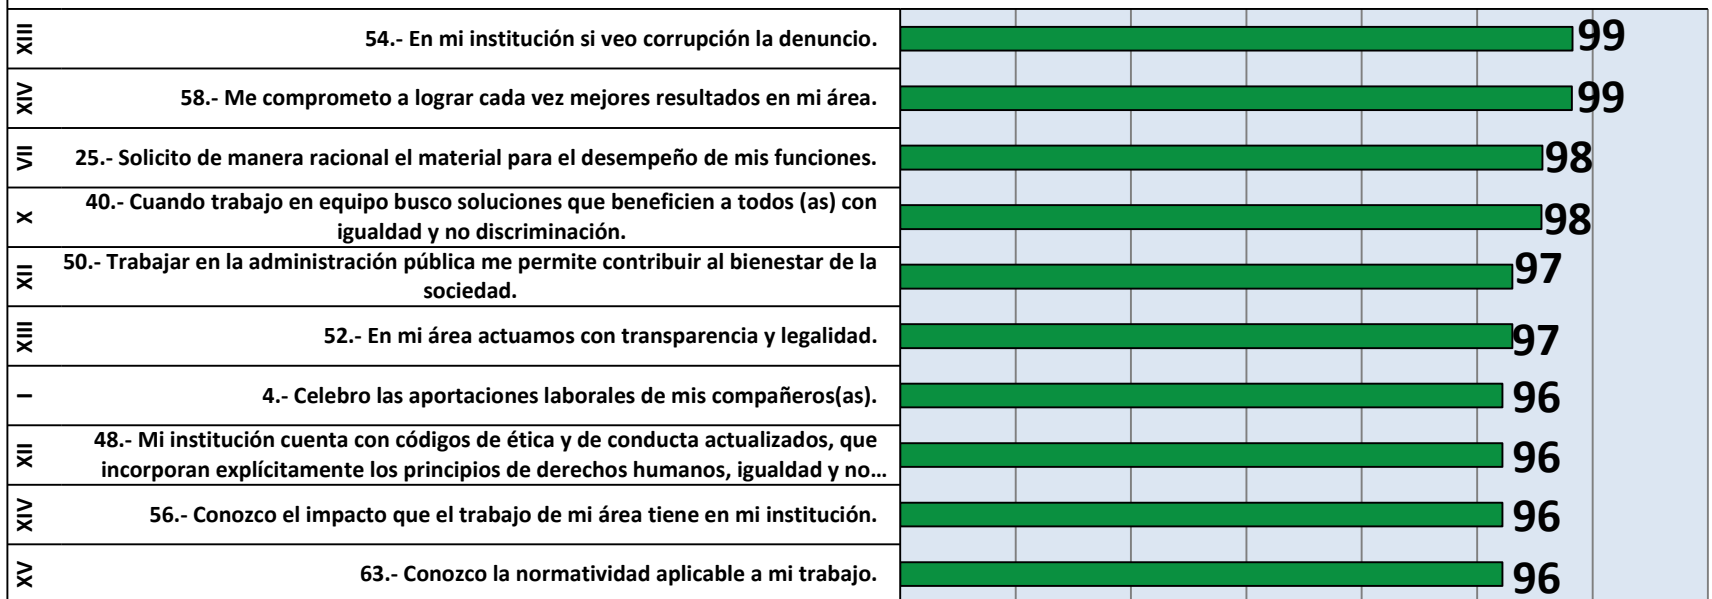 XIII
54.- En mi institución si veo corrupción la denuncio.
99
XIV
58.- Me comprometo a lograr cada vez mejores resultados en mi área.
99
VII
25.- Solicito de manera racional el material para el desempeño de mis funciones.
98
X
40.- Cuando trabajo en equipo busco soluciones que beneficien a todos (as) con
igualdad y no discriminación.
98
XII
50.- Trabajar en la administración pública me permite contribuir al bienestar de la
sociedad.
97
XIII
52.- En mi área actuamos con transparencia y legalidad.
97
I
4.- Celebro las aportaciones laborales de mis compañeros(as).
96
XII
48.- Mi institución cuenta con códigos de ética y de conducta actualizados, que
incorporan explícitamente los principios de derechos humanos, igualdad y no…
96
XIV
56.- Conozco el impacto que el trabajo de mi área tiene en mi institución.
96
XV
63.- Conozco la normatividad aplicable a mi trabajo.
96